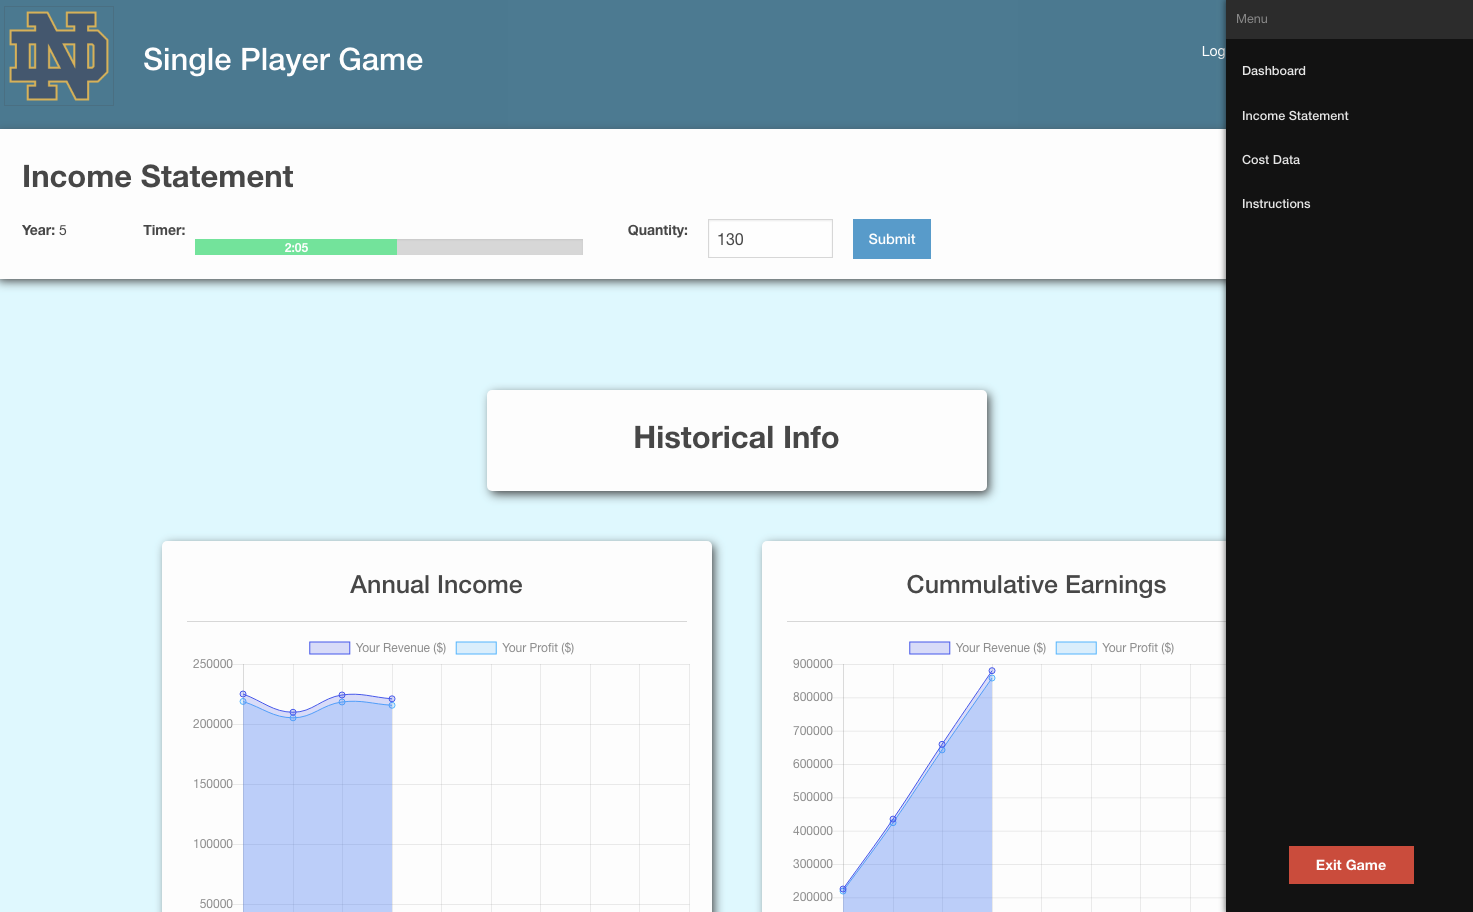 ND
Single Player Game
Log
Menu
Dashboard
Income Statement
Cost Data
Instructions
Exit Game
Income Statement
Year: 5
Timer:
2:05
Quantity:
130
Submit
Historical Info
Annual Income
Your Revenue ($) Your Profit ($)
250000
200000
150000
100000
50000
Cummulative Earnings
Your Revenue ($) Your Profit ($)
900000
800000
700000
600000
500000
400000
300000
200000